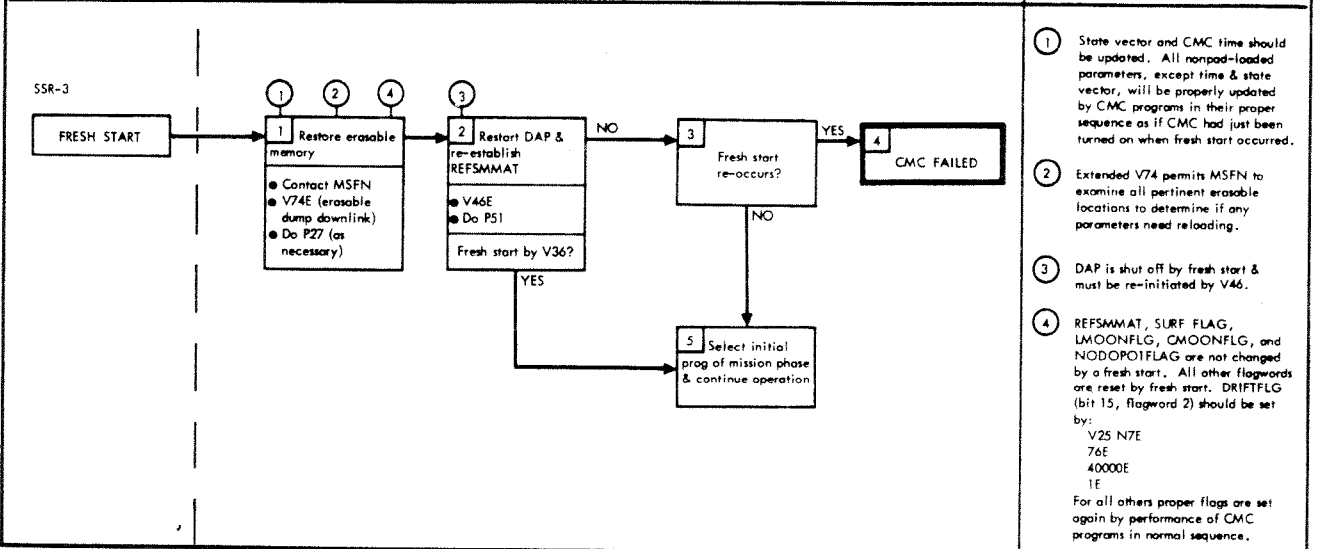 SSR-3
FRESH START
1 2 4
1 Restore erasable
memory
● Contact MSFN
● V74E (erasable
dump downlink)
● Do P27 (as
necessary)
3
2 Restart DAP &
re-establish
REFSMMAT
● V46E
● Do P51
Fresh start by V36?
NO
YES
3
Fresh start
re-occurs?
YES
NO
4
CMC FAILED
5 Select initial
prog of mission phase
& continue operation
1 State vector and CMC time should
be updated. All nonpad-loaded
parameters, except time & state
vector, will be properly updated
by CMC programs in their proper
sequence as if CMC had just been
turned on when fresh start occurred.
2 Extended V74 permits MSFN to
examine all pertinent erasable
locations to determine if any
parameters need reloading.
3 DAP is shut off by fresh start &
must be re-initiated by V46.
4 REFSMMAT, SURF FLAG,
LMOONFLG, CMOONFLG, and
NODOPO1FLAG are not changed
by a fresh start. All other flagwords
are reset by fresh start. DRIFTFLG
(bit 15, flagword 2) should be set
by:
V25 N7E
76E
40000E
1E
For all others proper flags are set
again by performance of CMC
programs in normal sequence.